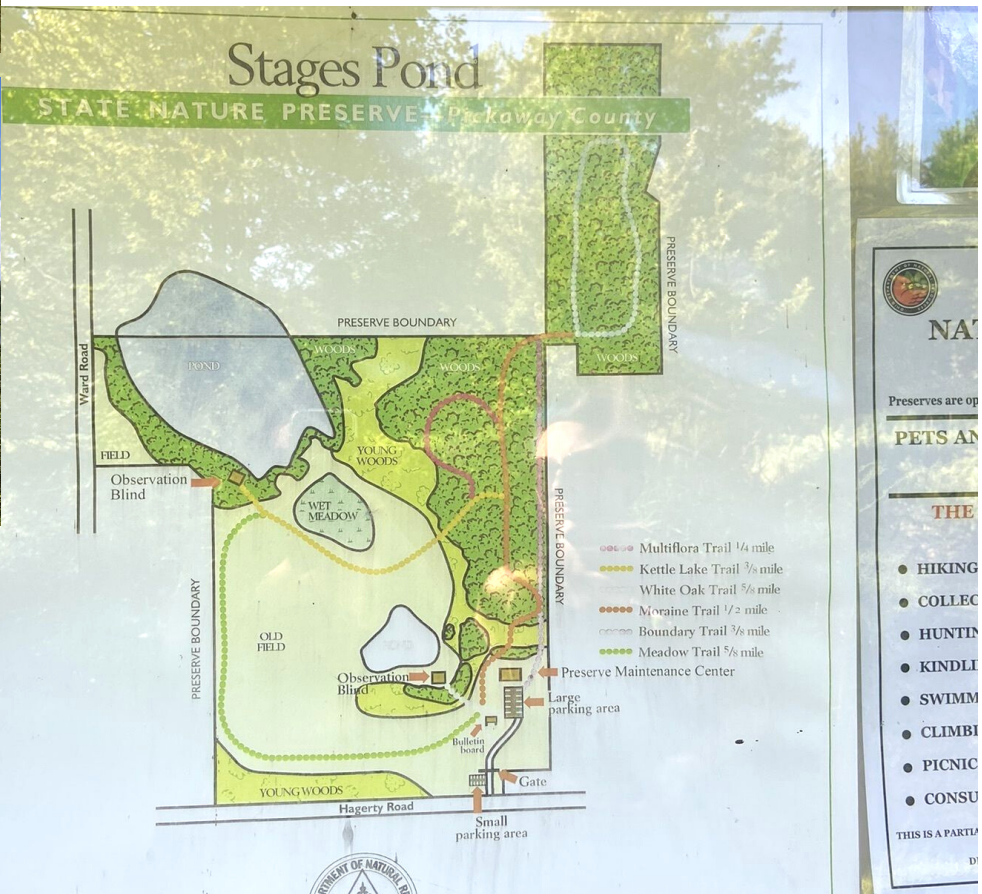 Stages Pond
STATE NATURE PRESERVE - Pickaway County
PRESERVE BOUNDARY
PRESERVE BOUNDARY
Ward Road
POND
WOODS
WOODS
WOODS
FIELD
YOUNG
WOODS
Observation
Blind
WET
MEADOW
PRESERVE BOUNDARY
PRESERVE BOUNDARY
OLD
FIELD
Multiflora Trail 1/4 mile
Kettle Lake Trail 3/8 mile
White Oak Trail 5/8 mile
Moraine Trail 1/2 mile
Boundary Trail 3/8 mile
Meadow Trail 5/8 mile
POND
Observation
Blind
Preserve Maintenance Center
Large
parking area
Bulletin
board
Gate
YOUNG WOODS
Hagerty Road
Small
parking area
RTMENT OF NATURAL RE
NAT
Preserves are op
PETS AN
THE
HIKING
COLLEC
HUNTIN
KINDLI
SWIMM
CLIMBI
PICNIC
CONSU
THIS IS A PARTIA